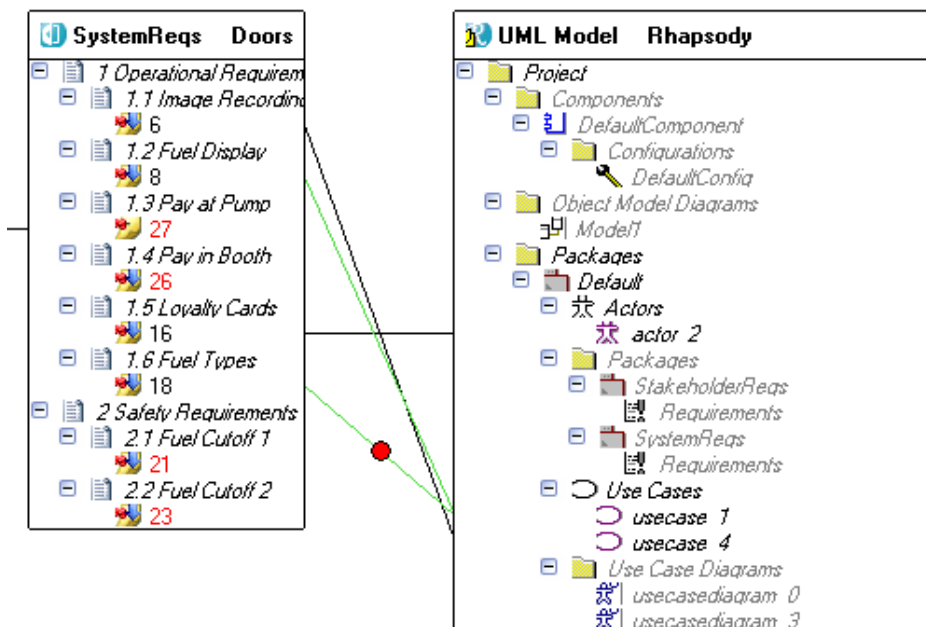 SystemReqs Doors
1 Operational Requirem
1.1 Image Recording
6
1.2 Fuel Display
8
1.3 Pay at Pump
27
1.4 Pay in Booth
26
1.5 Loyalty Cards
16
1.6 Fuel Types
18
2 Safety Requirements
2.1 Fuel Cutoff 1
21
2.2 Fuel Cutoff 2
23
UML Model Rhapsody
Project
Components
DefaultComponent
Configurations
DefaultConfig
Object Model Diagrams
Model1
Packages
Default
Actors
actor_2
Packages
StakeholderReqs
Requirements
SystemReqs
Requirements
Use Cases
usecase_1
usecase_4
Use Case Diagrams
usecasediagram_0
usecasediagram_3